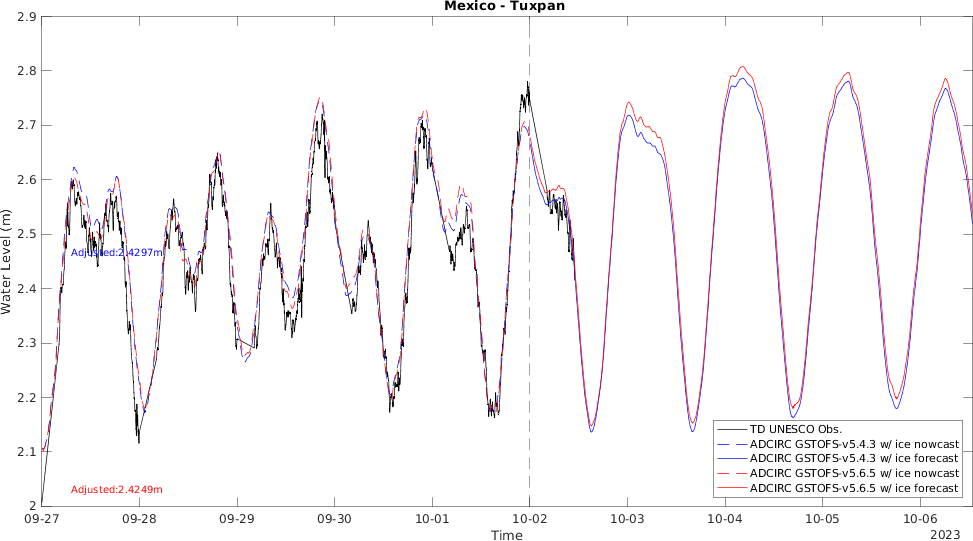 Mexico - Tuxpan
2.9
2.8
2.7
2.6
2.5
2.4
2.3
2.2
2.1
2
Water Level (m)
Adjusted:2.4297m
Adjusted:2.4249m
TD UNESCO Obs.
ADCIRC GSTOFS-v5.4.3 w/ ice nowcast
ADCIRC GSTOFS-v5.4.3 w/ ice forecast
ADCIRC GSTOFS-v5.6.5 w/ ice nowcast
ADCIRC GSTOFS-v5.6.5 w/ ice forecast
09-27 09-28 09-29 09-30 10-01 10-02 10-03 10-04 10-05 10-06
Time
2023